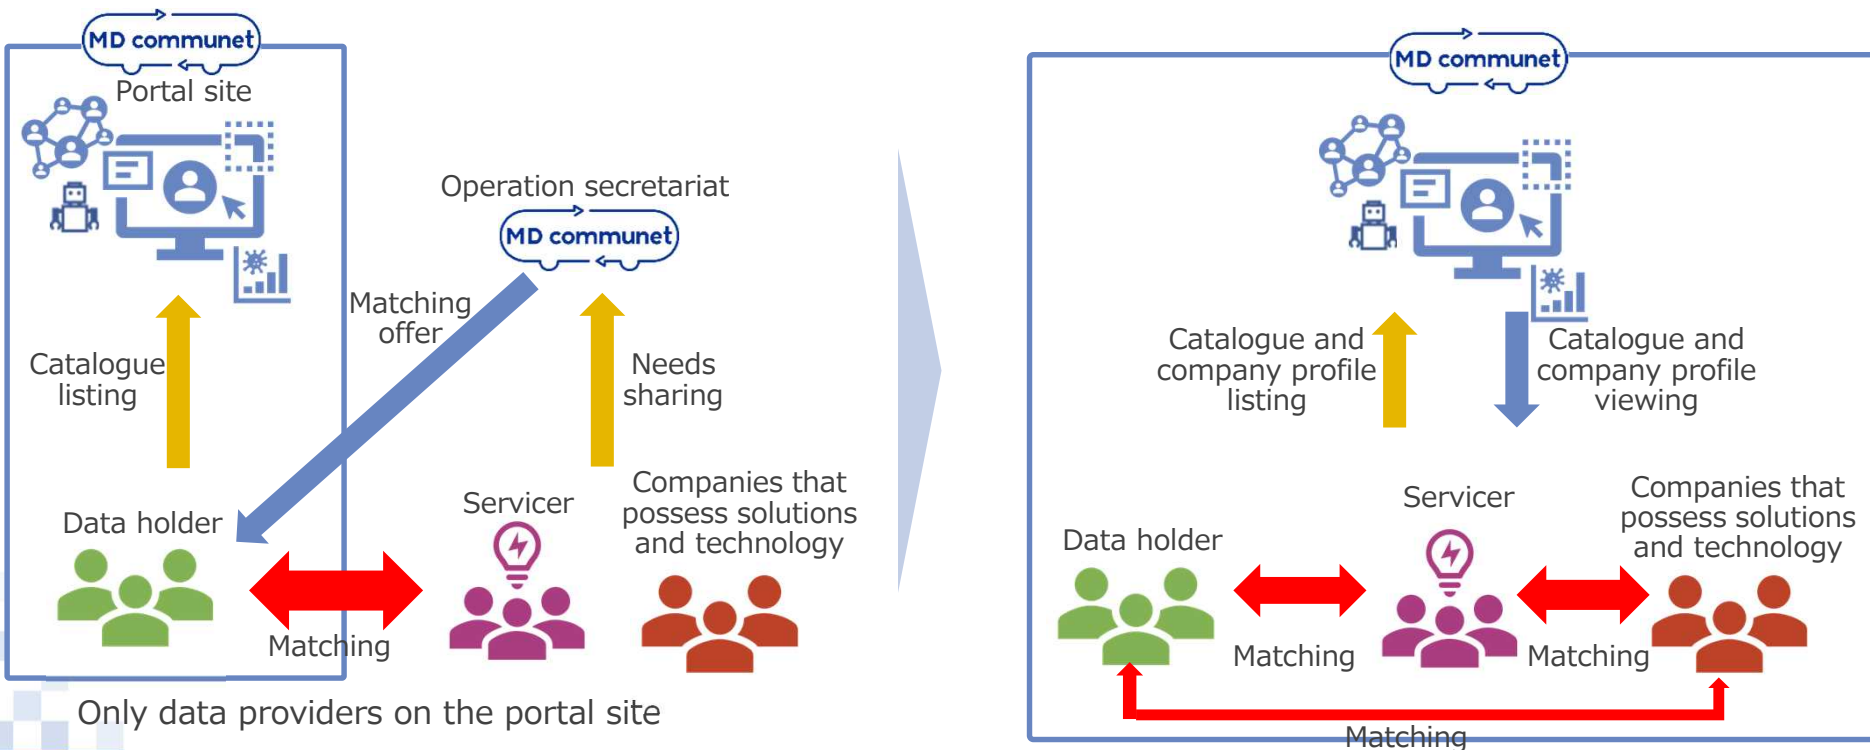 MD communet
Portal site
Operation secretariat
MD communet
Matching
offer
Catalogue
listing
Needs
sharing
Data holder
Servicer
Companies that
possess solutions
and technology
Matching
Only data providers on the portal site
MD communet
Catalogue and
company profile
listing
Catalogue and
company profile
viewing
Data holder
Servicer
Companies that
possess solutions
and technology
Matching
Matching
Matching